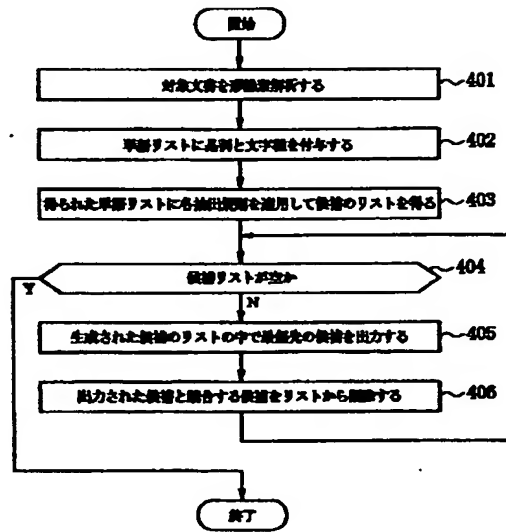 開始
対象文書を形態素解析する
401
単語リストに品詞と文字種を付与する
402
得られた単語リストに各抽出規則を適用して候補のリストを得る
403
候補リストが空か
404
Y
N
生成された候補のリストの中で最優先の候補を出力する
405
出力された候補と競合する候補をリストから削除する
406
終了